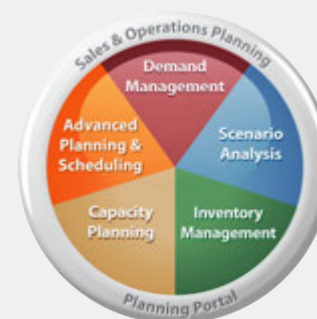 Sales & Operations Planning
Demand
Management
Advanced
Planning &
Scheduling
Scenario
Analysis
Capacity
Planning
Inventory
Management
Planning Portal